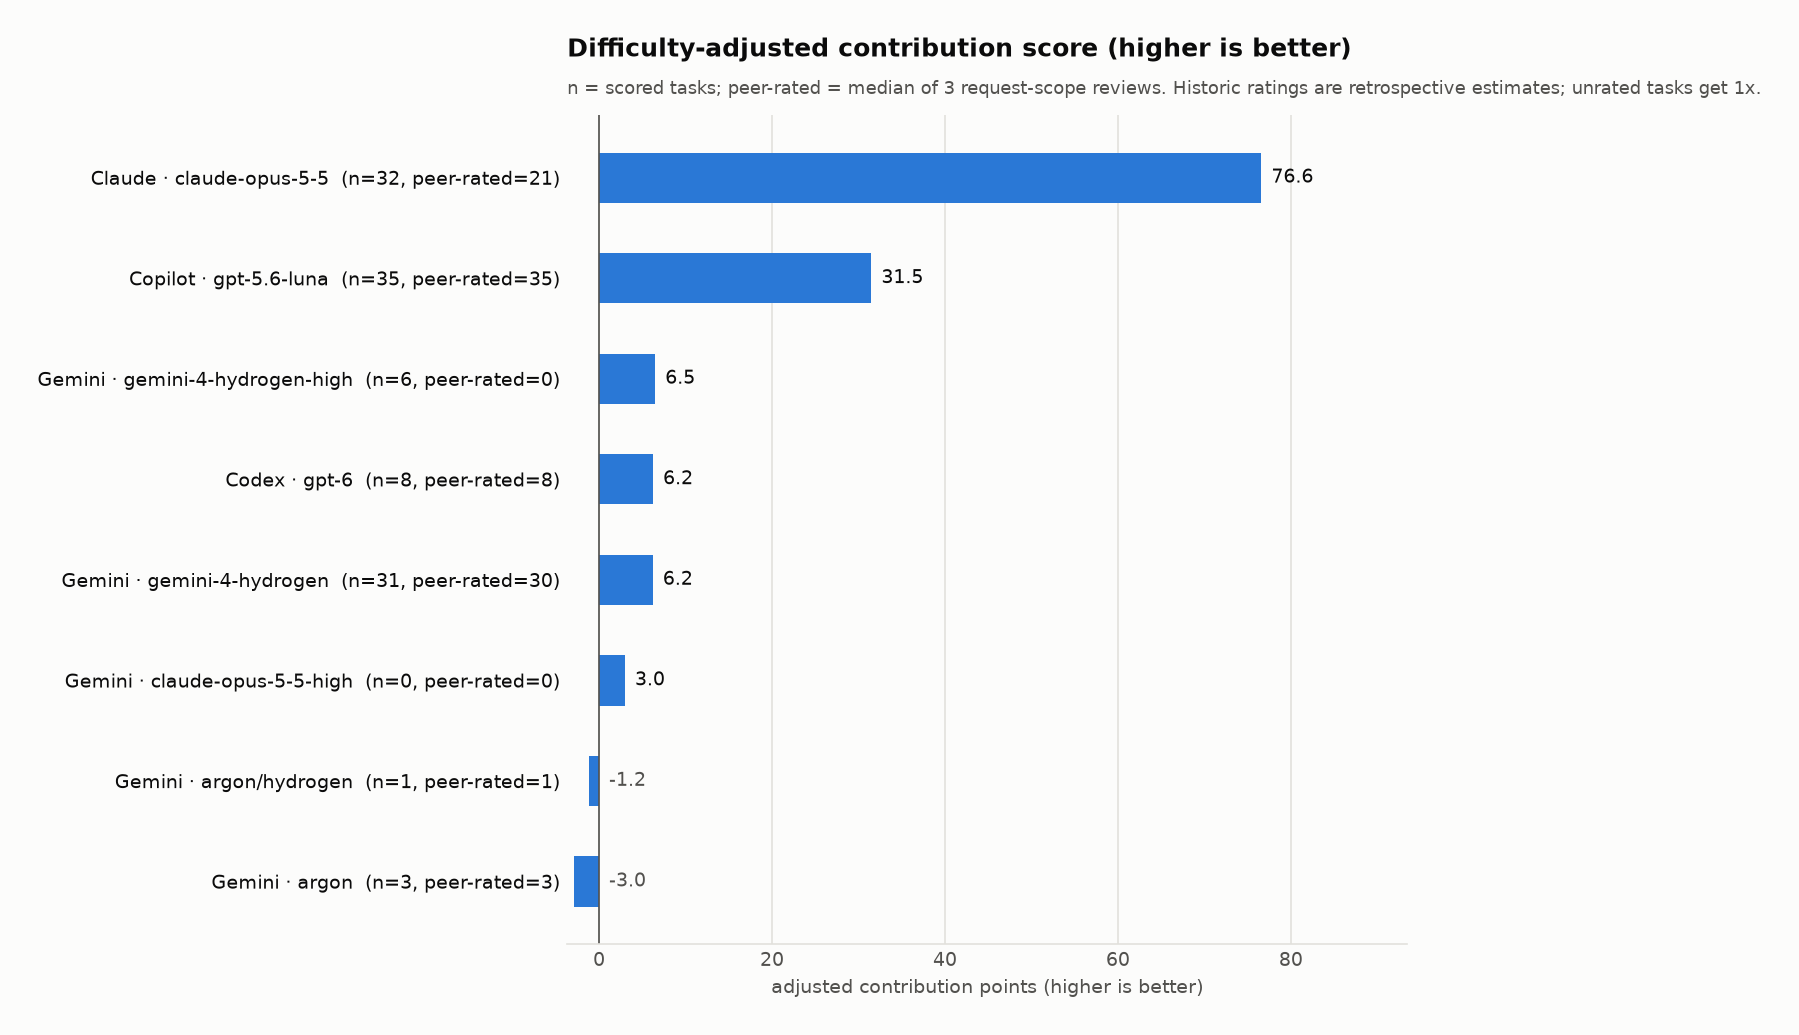 Difficulty-adjusted contribution score (higher is better)
n = scored tasks; peer-rated = median of 3 request-scope reviews. Historic ratings are retrospective estimates; unrated tasks get 1x.
Claude · claude-opus-5-5 (n=32, peer-rated=21)
76.6
Copilot · gpt-5.6-luna (n=35, peer-rated=35)
31.5
Gemini · gemini-4-hydrogen-high (n=6, peer-rated=0)
6.5
Codex · gpt-6 (n=8, peer-rated=8)
6.2
Gemini · gemini-4-hydrogen (n=31, peer-rated=30)
6.2
Gemini · claude-opus-5-5-high (n=0, peer-rated=0)
3.0
Gemini · argon/hydrogen (n=1, peer-rated=1)
-1.2
Gemini · argon (n=3, peer-rated=3)
-3.0
0 20 40 60 80
adjusted contribution points (higher is better)